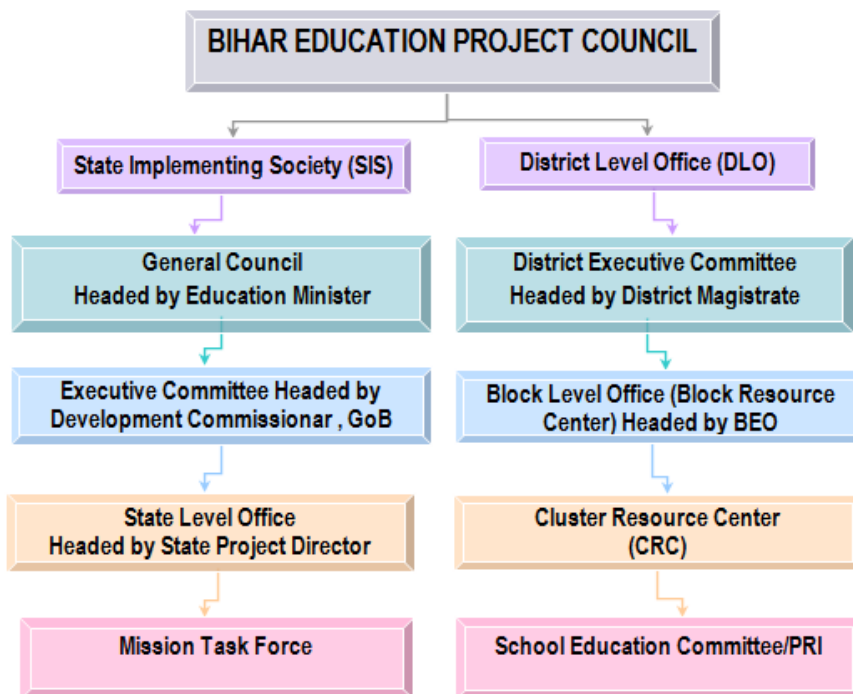 BIHAR EDUCATION PROJECT COUNCIL
State Implementing Society (SIS)
District Level Office (DLO)
General Council
Headed by Education Minister
District Executive Committee
Headed by District Magistrate
Executive Committee Headed by
Development Commissionar , GoB
Block Level Office (Block Resource
Center) Headed by BEO
State Level Office
Headed by State Project Director
Cluster Resource Center
(CRC)
Mission Task Force
School Education Committee/PRI